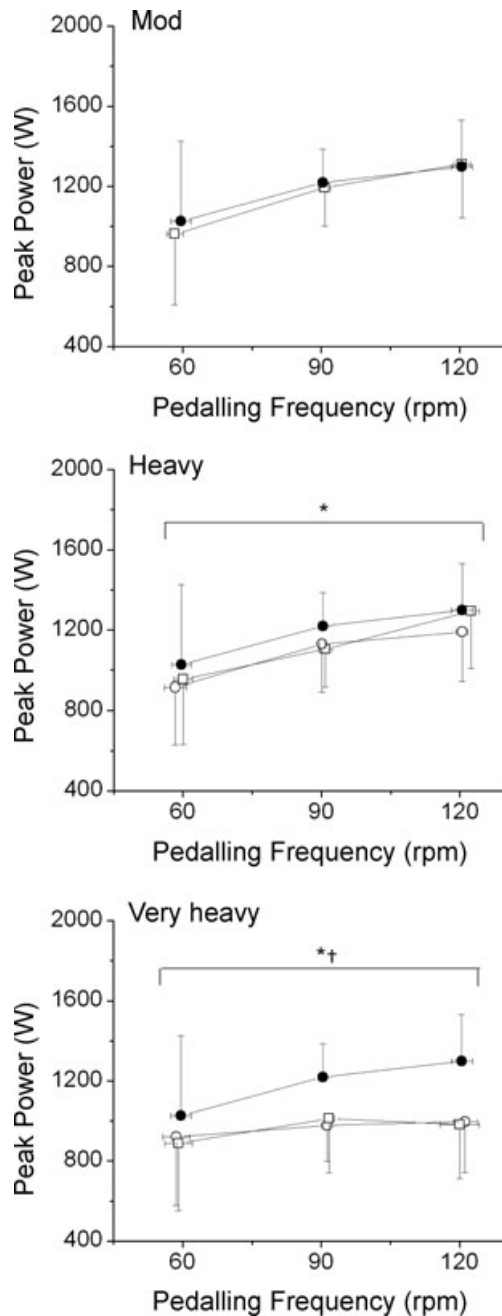 Mod
2000
1600
1200
800
400
Peak Power (W)
60 90 120
Pedalling Frequency (rpm)
Heavy
*
2000
1600
1200
800
400
Peak Power (W)
60 90 120
Pedalling Frequency (rpm)
Very heavy
*†
2000
1600
1200
800
400
Peak Power (W)
60 90 120
Pedalling Frequency (rpm)